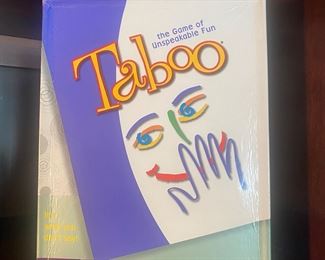 the Game of
Unspeakable Fun
Taboo